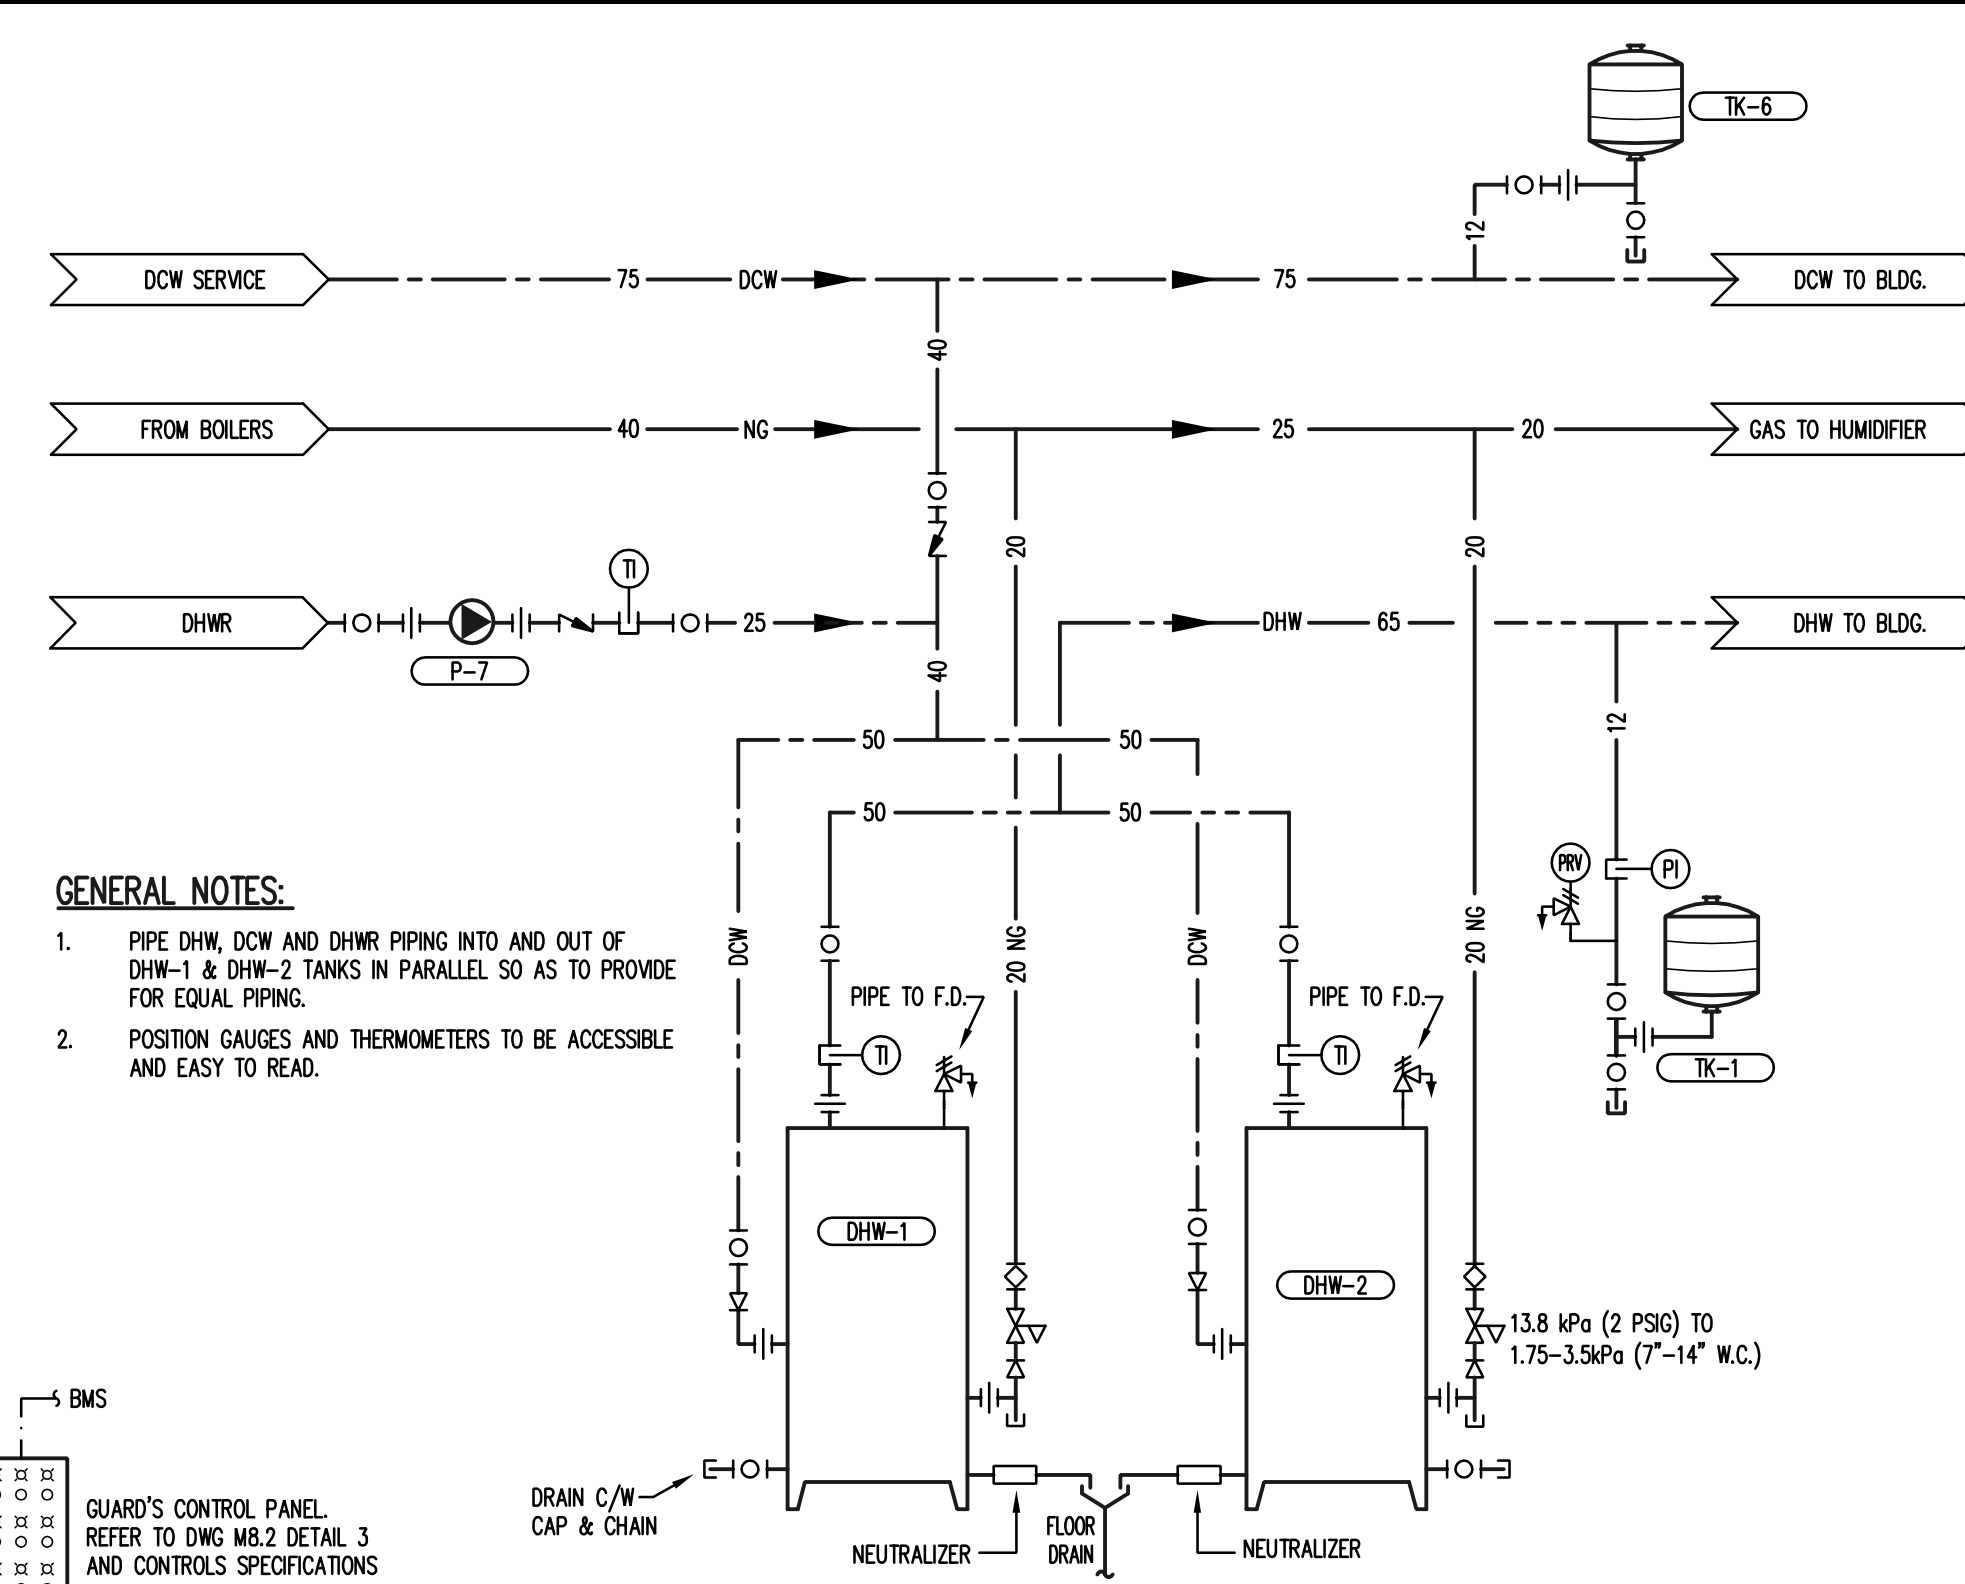 TK-6
12
DCW SERVICE
75
DCW
75
DCW TO BLDG.
40
FROM BOILERS
40
NG
25
20
GAS TO HUMIDIFIER
20
20
TI
DHWR
25
DHW
65
DHW TO BLDG.
P-7
40
12
50
50
50
50
PRV
PI
GENERAL NOTES:
1. PIPE DHW, DCW AND DHWR PIPING INTO AND OUT OF
DHW-1 & DHW-2 TANKS IN PARALLEL SO AS TO PROVIDE
FOR EQUAL PIPING.
2. POSITION GAUGES AND THERMOMETERS TO BE ACCESSIBLE
AND EASY TO READ.
DCW
20 NG
DCW
20 NG
PIPE TO F.D.
PIPE TO F.D.
TI
TI
TK-1
DHW-1
DHW-2
13.8 kPa (2 PSIG) TO
1.75-3.5kPa (7"-14" W.C.)
BMS
GUARD'S CONTROL PANEL.
REFER TO DWG M8.2 DETAIL 3
AND CONTROLS SPECIFICATIONS
DRAIN C/W
CAP & CHAIN
NEUTRALIZER
FLOOR
DRAIN
NEUTRALIZER